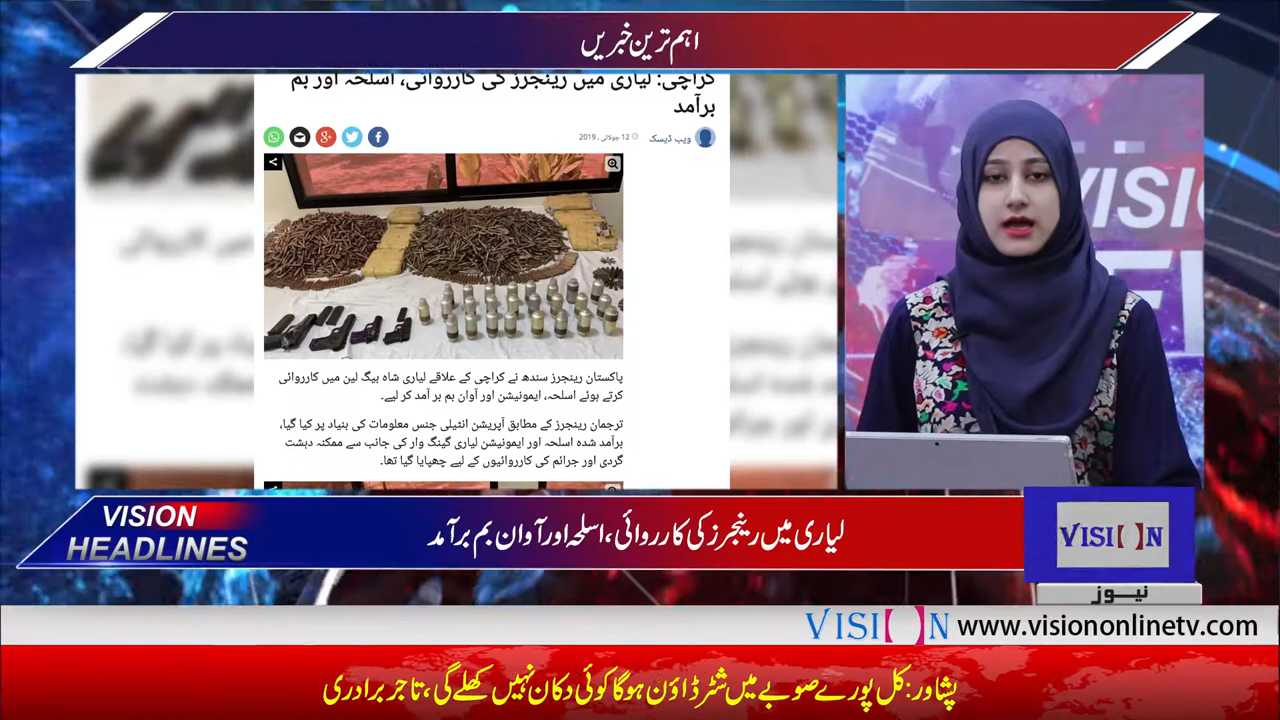 اہم ترین خبریں
کراچی: لیاری میں رینجرز کی کارروائی، اسلحہ اور بم
برآمد
ویب ڈیسک
12 جولائی ، 2019
پاکستان رینجرز سندھ نے کراچی کے علاقے لیاری شاہ بیگ لین میں کارروائی
کرتے ہوئے اسلحہ، ایمونیشن اور آوان بم بر آمد کر لیے۔
ترجمان رینجرز کے مطابق آپریشن انٹیلی جنس معلومات کی بنیاد پر کیا گیا،
برآمد شدہ اسلحہ اور ایمونیشن لیاری گینگ وار کی جانب سے ممکنہ دہشت
گردی اور جرائم کی کارروائیوں کے لیے چھپایا گیا تھا۔
VISI
VISION
HEADLINES
لیاری میں رینجرز کی کارروائی، اسلحہ اور آوان بم برآمد
VISION
نیوز
VISION www.visiononlinetv.com
پشاور: کل پورے صوبے میں شٹر ڈاؤن ہوگا کوئی دکان نہیں کھلے گی، تاجر برادری